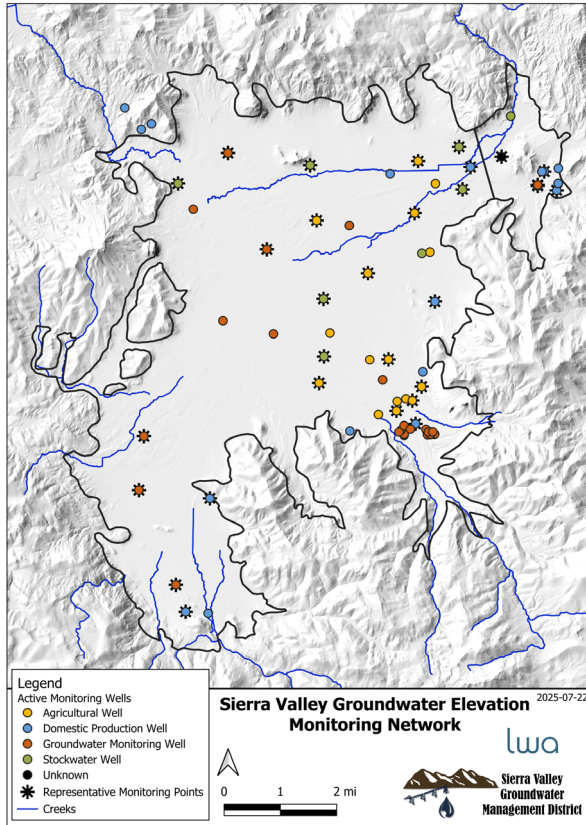 Legend
Active Monitoring Wells
Agricultural Well
Domestic Production Well
Groundwater Monitoring Well
Stockwater Well
Unknown
Representative Monitoring Points
Creeks
Sierra Valley Groundwater Elevation
Monitoring Network
2025-07-22
0 1 2 mi
lwa
Sierra Valley
Groundwater
Management District